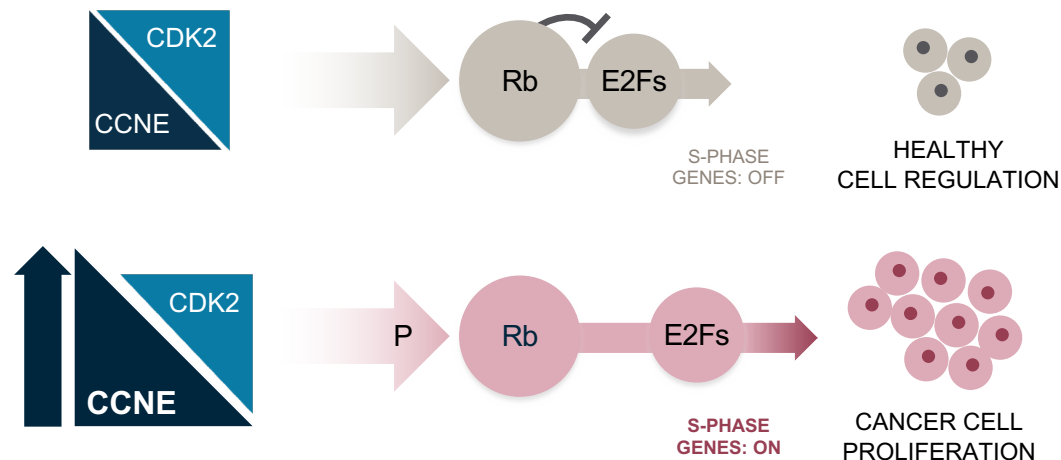 CDK2
CCNE
Rb
E2Fs
S-PHASE
GENES: OFF
HEALTHY
CELL REGULATION
CDK2
CCNE
P
Rb
E2Fs
S-PHASE
GENES: ON
CANCER CELL
PROLIFERATION